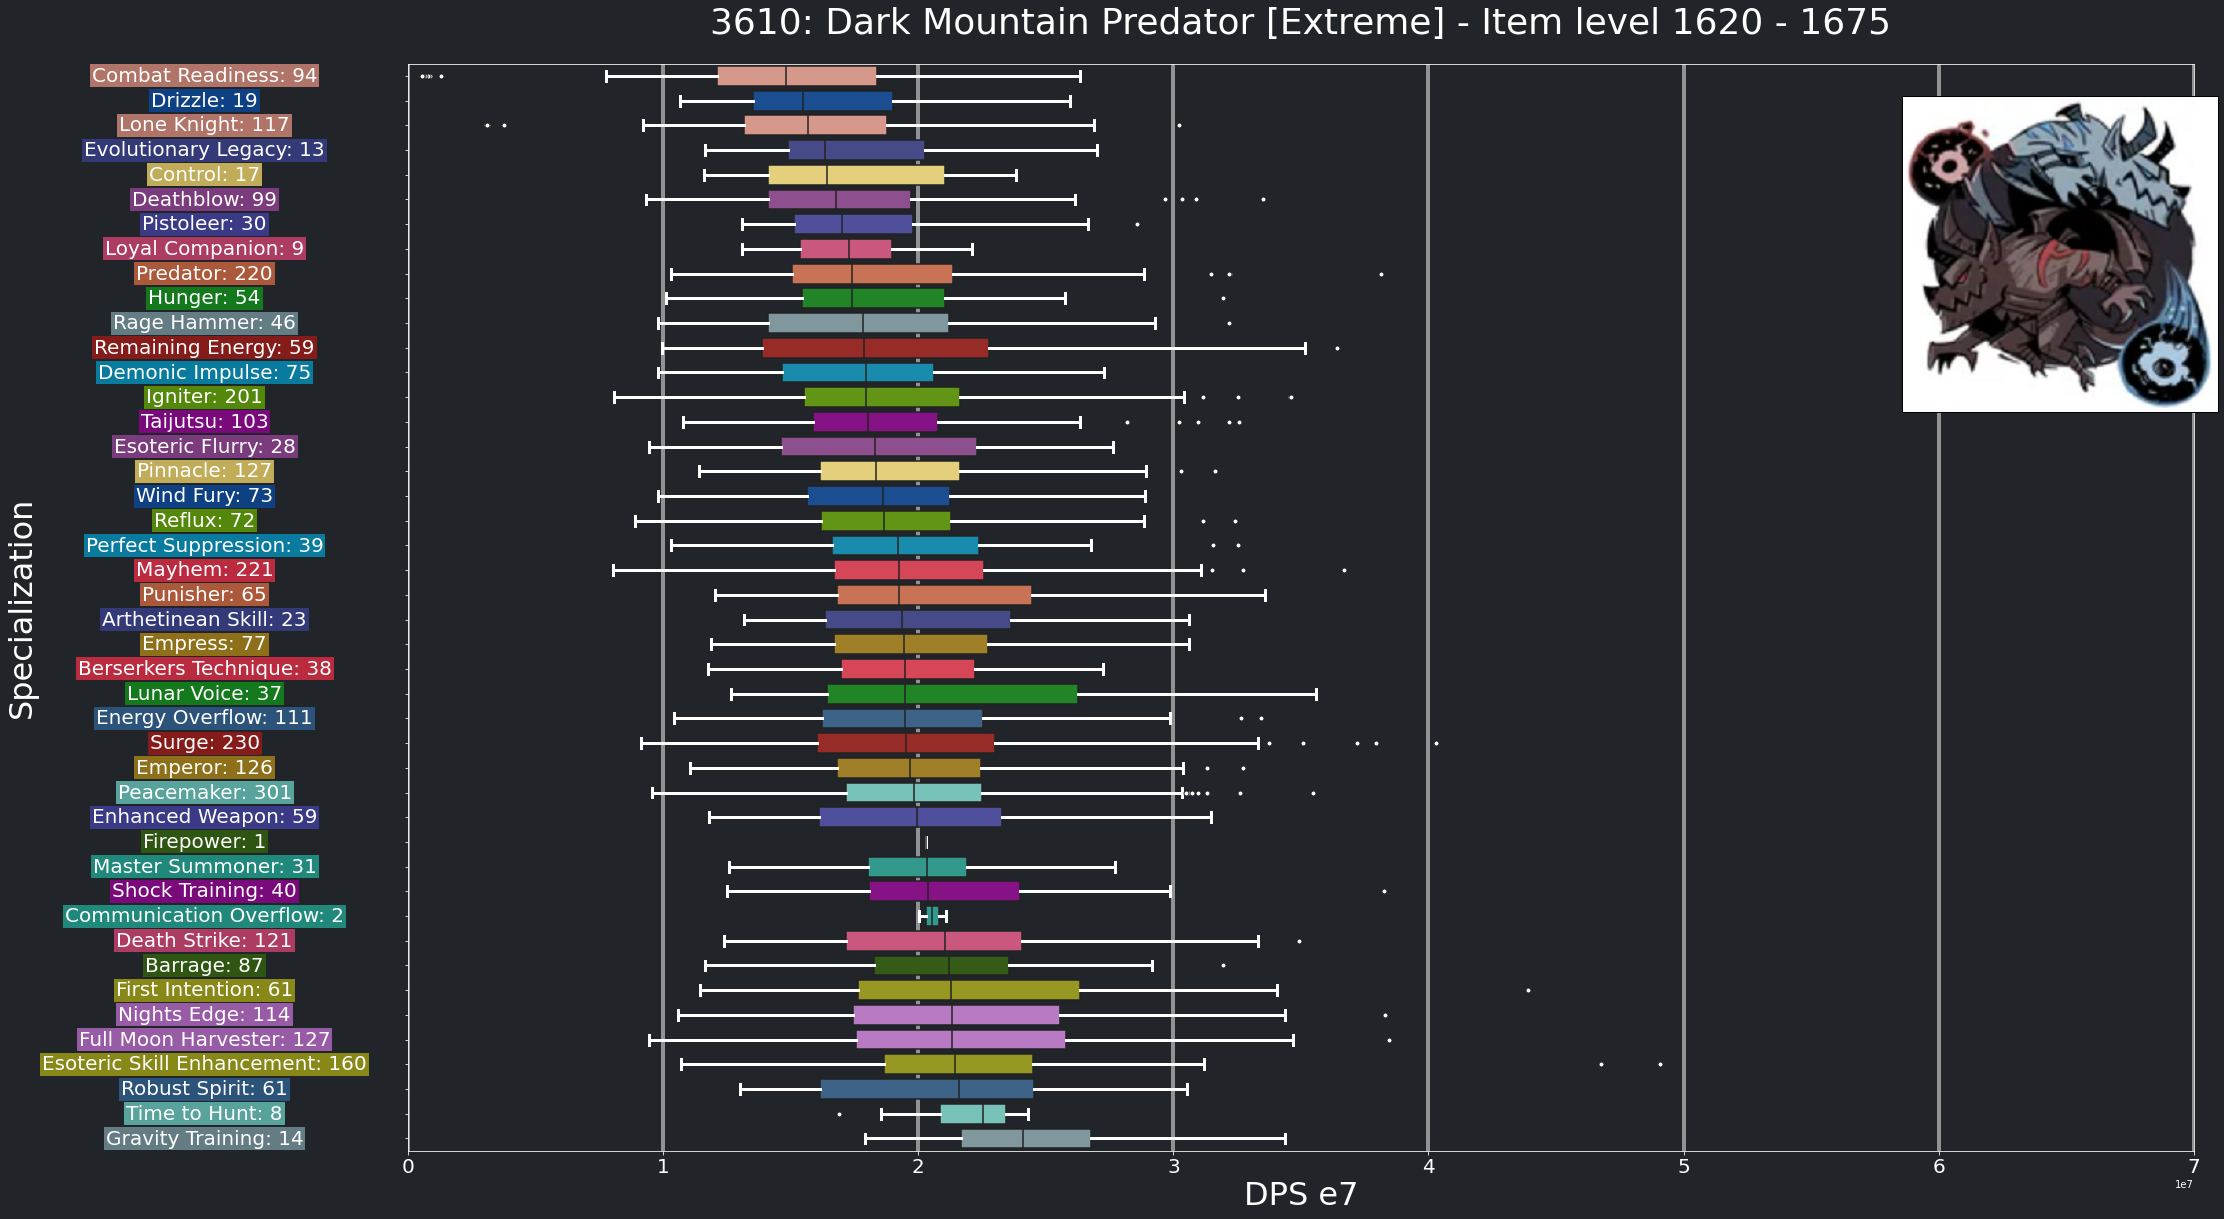 3610: Dark Mountain Predator [Extreme] - Item level 1620 - 1675
Specialization
Combat Readiness: 94
Drizzle: 19
Lone Knight: 117
Evolutionary Legacy: 13
Control: 17
Deathblow: 99
Pistoleer: 30
Loyal Companion: 9
Predator: 220
Hunger: 54
Rage Hammer: 46
Remaining Energy: 59
Demonic Impulse: 75
Igniter: 201
Taijutsu: 103
Esoteric Flurry: 28
Pinnacle: 127
Wind Fury: 73
Reflux: 72
Perfect Suppression: 39
Mayhem: 221
Punisher: 65
Arthetinean Skill: 23
Empress: 77
Berserkers Technique: 38
Lunar Voice: 37
Energy Overflow: 111
Surge: 230
Emperor: 126
Peacemaker: 301
Enhanced Weapon: 59
Firepower: 1
Master Summoner: 31
Shock Training: 40
Communication Overflow: 2
Death Strike: 121
Barrage: 87
First Intention: 61
Nights Edge: 114
Full Moon Harvester: 127
Esoteric Skill Enhancement: 160
Robust Spirit: 61
Time to Hunt: 8
Gravity Training: 14
0 1 2 3 4 5 6 7
1e7
DPS e7